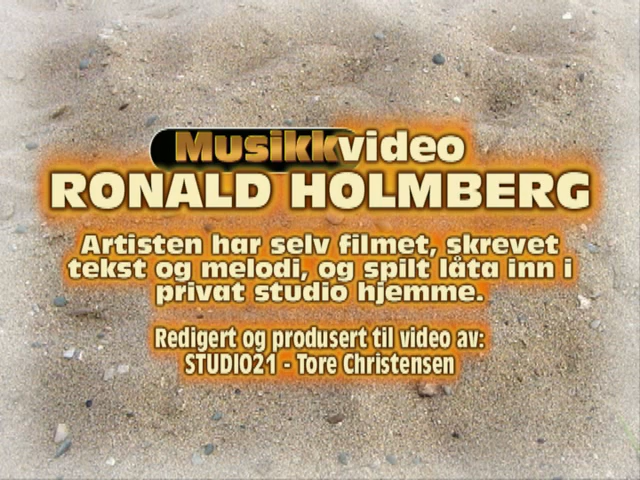 Musikkvideo
RONALD HOLMBERG
Artisten har selv filmet, skrevet
tekst og melodi, og spilt låta inn i
privat studio hjemme.
Redigert og produsert til video av:
STUDIO21 - Tore Christensen